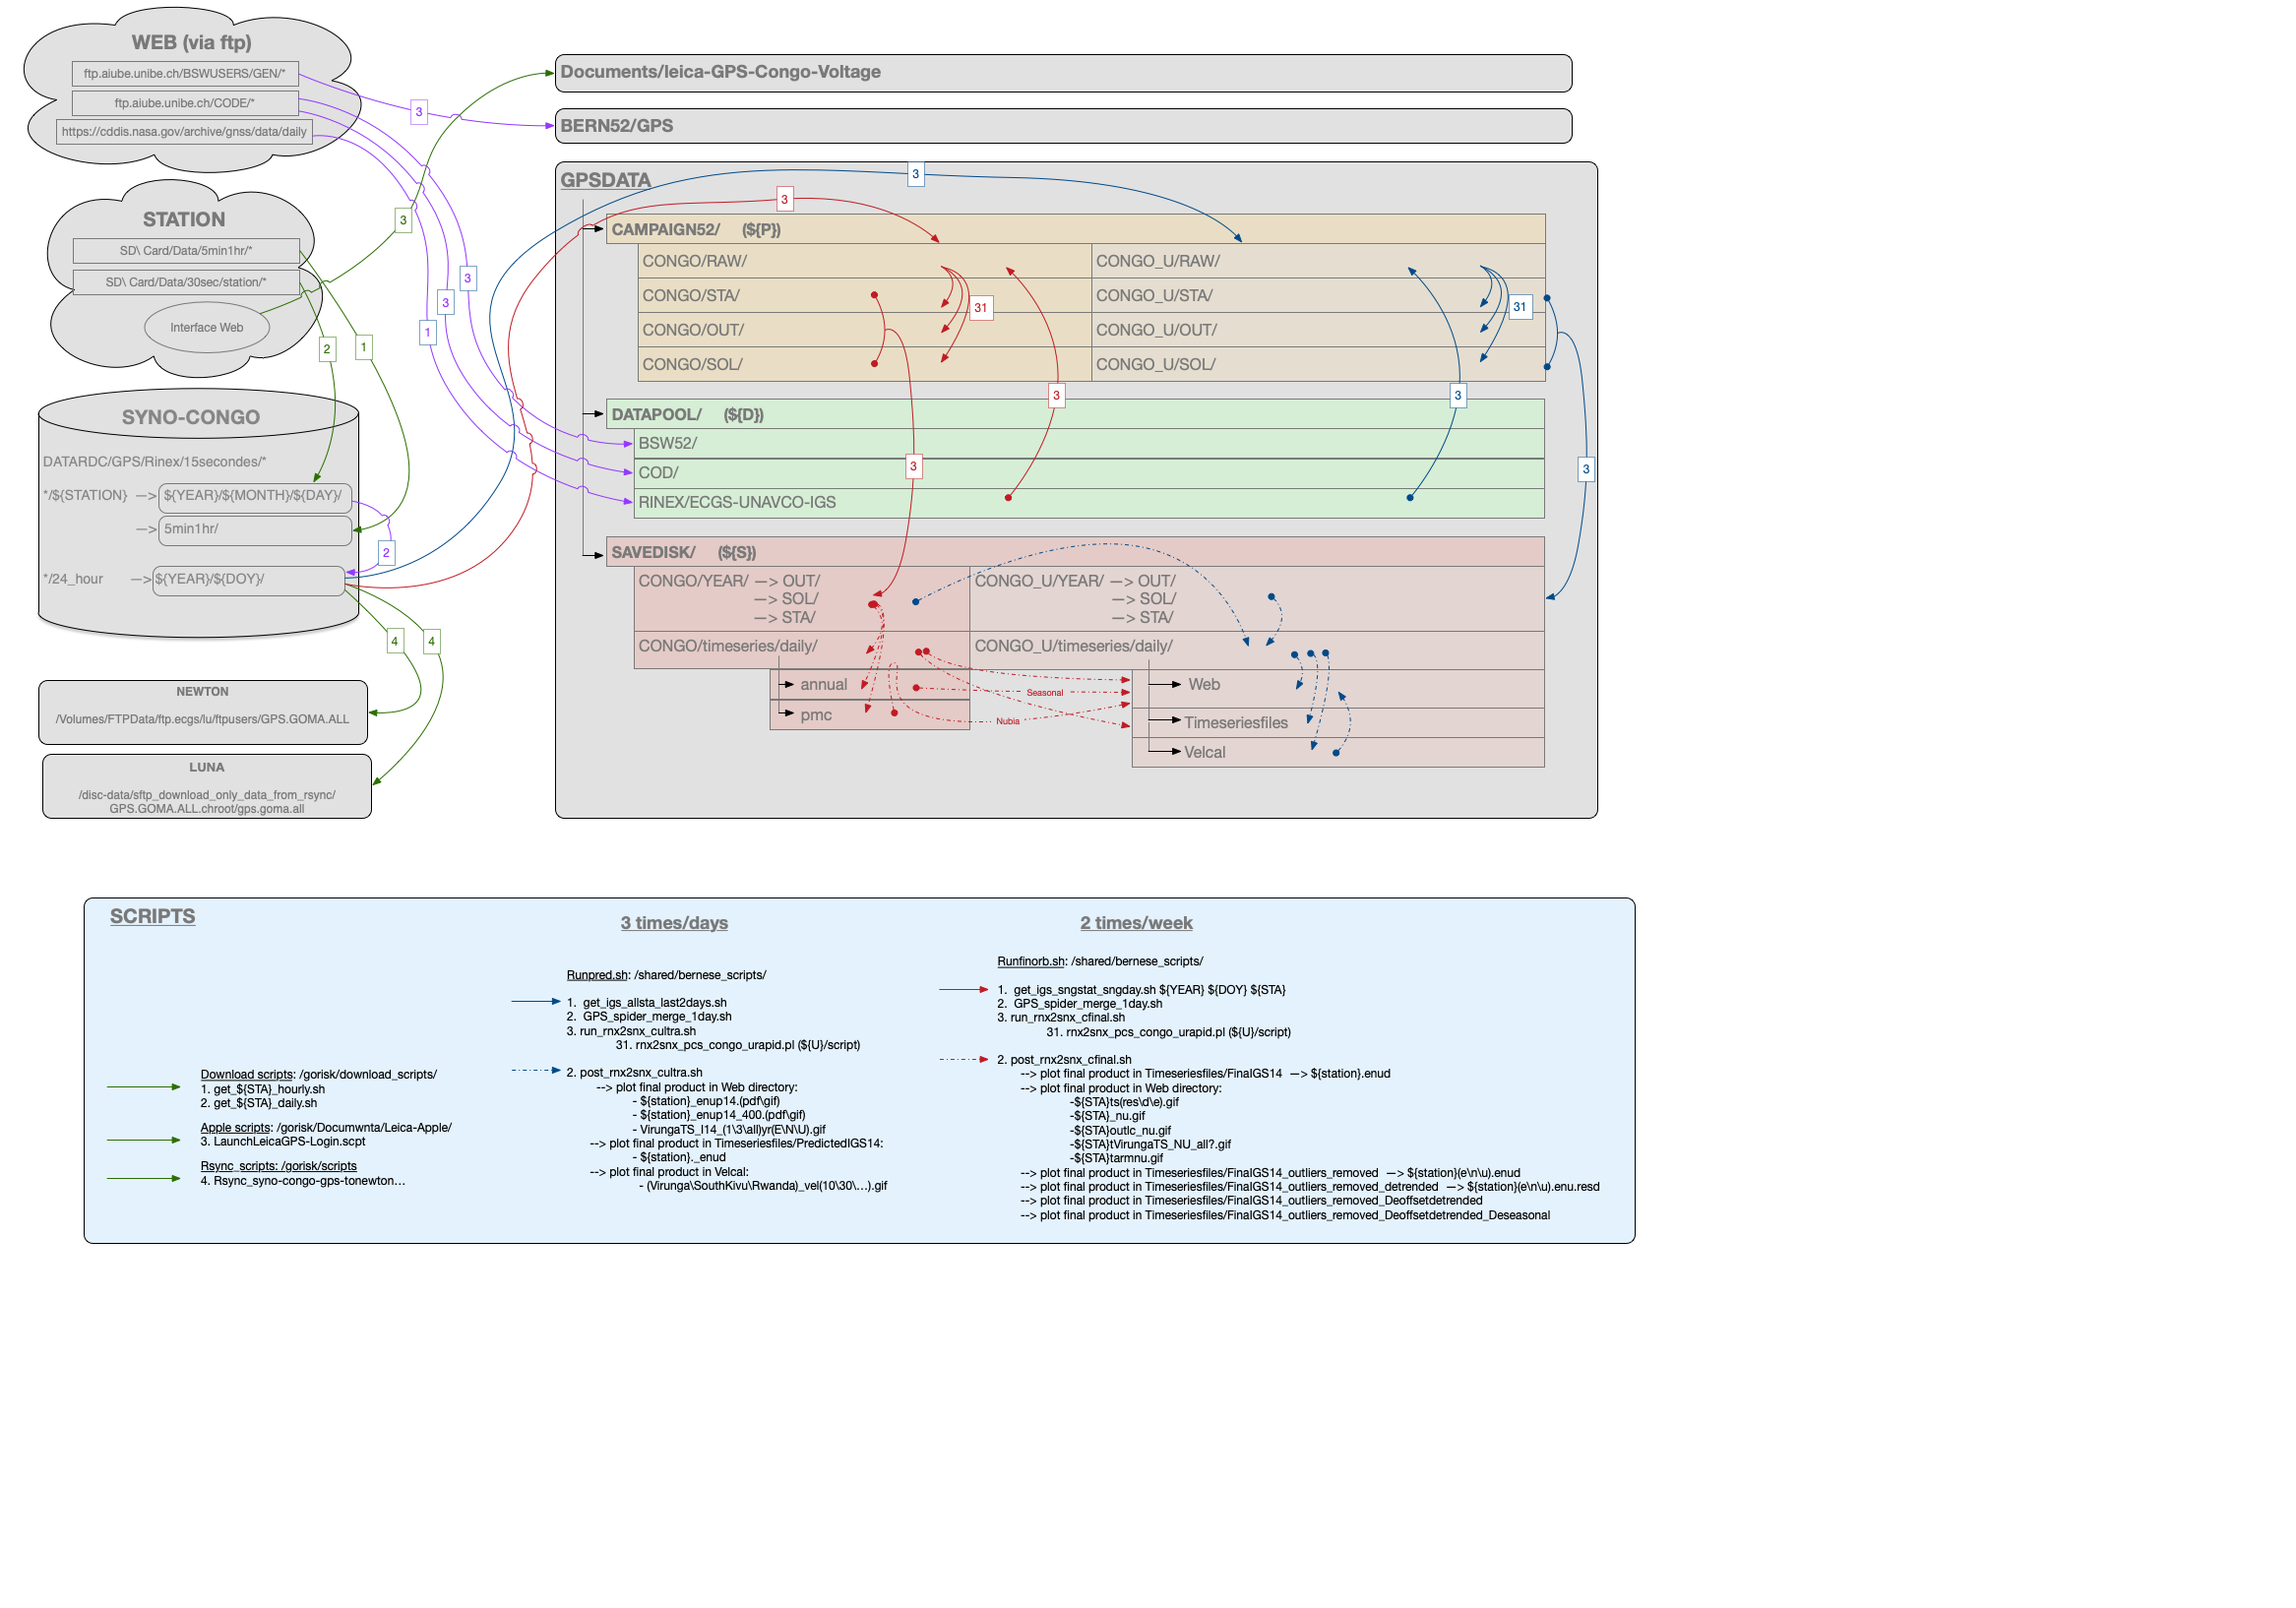 WEB (via ftp)
ftp.aiube.unibe.ch/BSWUSERS/GEN/*
ftp.aiube.unibe.ch/CODE/*
https://cddis.nasa.gov/archive/gnss/data/daily
3
3
3
3
1
STATION
SD\ Card/Data/5min1hr/*
SD\ Card/Data/30sec/station/*
Interface Web
2
1
SYNO-CONGO
DATARDC/GPS/Rinex/15secondes/*
*/${STATION} —> ${YEAR}/${MONTH}/${DAY}/
—> 5min1hr/
2
*/24_hour —> ${YEAR}/${DOY}/
4
4
NEWTON
/Volumes/FTPData/ftp.ecgs/lu/ftpusers/GPS.GOMA.ALL
LUNA
/disc-data/sftp_download_only_data_from_rsync/
GPS.GOMA.ALL.chroot/gps.goma.all
Documents/leica-GPS-Congo-Voltage
BERN52/GPS
GPSDATA
3
3
CAMPAIGN52/ (${P})
CONGO/RAW/
CONGO_U/RAW/
CONGO/STA/
CONGO_U/STA/
31
31
CONGO/OUT/
CONGO_U/OUT/
CONGO/SOL/
CONGO_U/SOL/
3
3
DATAPOOL/ (${D})
BSW52/
COD/
3
3
RINEX/ECGS-UNAVCO-IGS
SAVEDISK/ (${S})
CONGO/YEAR/ —> OUT/
—> SOL/
—> STA/
CONGO_U/YEAR/ —> OUT/
—> SOL/
—> STA/
CONGO/timeseries/daily/
CONGO_U/timeseries/daily/
annual
Seasonal
Web
pmc
Nubia
Timeseriesfiles
Velcal
SCRIPTS
Download scripts: /gorisk/download_scripts/
1. get_${STA}_hourly.sh
2. get_${STA}_daily.sh
Apple scripts: /gorisk/Documwnta/Leica-Apple/
3. LaunchLeicaGPS-Login.scpt
Rsync_scripts: /gorisk/scripts
4. Rsync_syno-congo-gps-tonewton…
3 times/days
Runpred.sh: /shared/bernese_scripts/
1. get_igs_allsta_last2days.sh
2. GPS_spider_merge_1day.sh
3. run_rnx2snx_cultra.sh
31. rnx2snx_pcs_congo_urapid.pl (${U}/script)
2. post_rnx2snx_cultra.sh
--> plot final product in Web directory:
- ${station}_enup14.(pdf\gif)
- ${station}_enup14_400.(pdf\gif)
- VirungaTS_I14_(1\3\all)yr(E\N\U).gif
--> plot final product in Timeseriesfiles/PredictedIGS14:
- ${station}._enud
--> plot final product in Velcal:
- (Virunga\SouthKivu\Rwanda)_vel(10\30\…).gif
2 times/week
Runfinorb.sh: /shared/bernese_scripts/
1. get_igs_sngstat_sngday.sh ${YEAR} ${DOY} ${STA}
2. GPS_spider_merge_1day.sh
3. run_rnx2snx_cfinal.sh
31. rnx2snx_pcs_congo_urapid.pl (${U}/script)
2. post_rnx2snx_cfinal.sh
--> plot final product in Timeseriesfiles/FinalGS14 —> ${station}.enud
--> plot final product in Web directory:
-${STA}ts(res\d\e).gif
-${STA}_nu.gif
-${STA}outlc_nu.gif
-${STA}tVirungaTS_NU_all?.gif
-${STA}tarmnu.gif
--> plot final product in Timeseriesfiles/FinalGS14_outliers_removed —> ${station}(e\n\u).enud
--> plot final product in Timeseriesfiles/FinalGS14_outliers_removed_detrended —> ${station}(e\n\u).enu.resd
--> plot final product in Timeseriesfiles/FinalGS14_outliers_removed_Deoffsetdetrended
--> plot final product in Timeseriesfiles/FinalGS14_outliers_removed_Deoffsetdetrended_Deseasonal